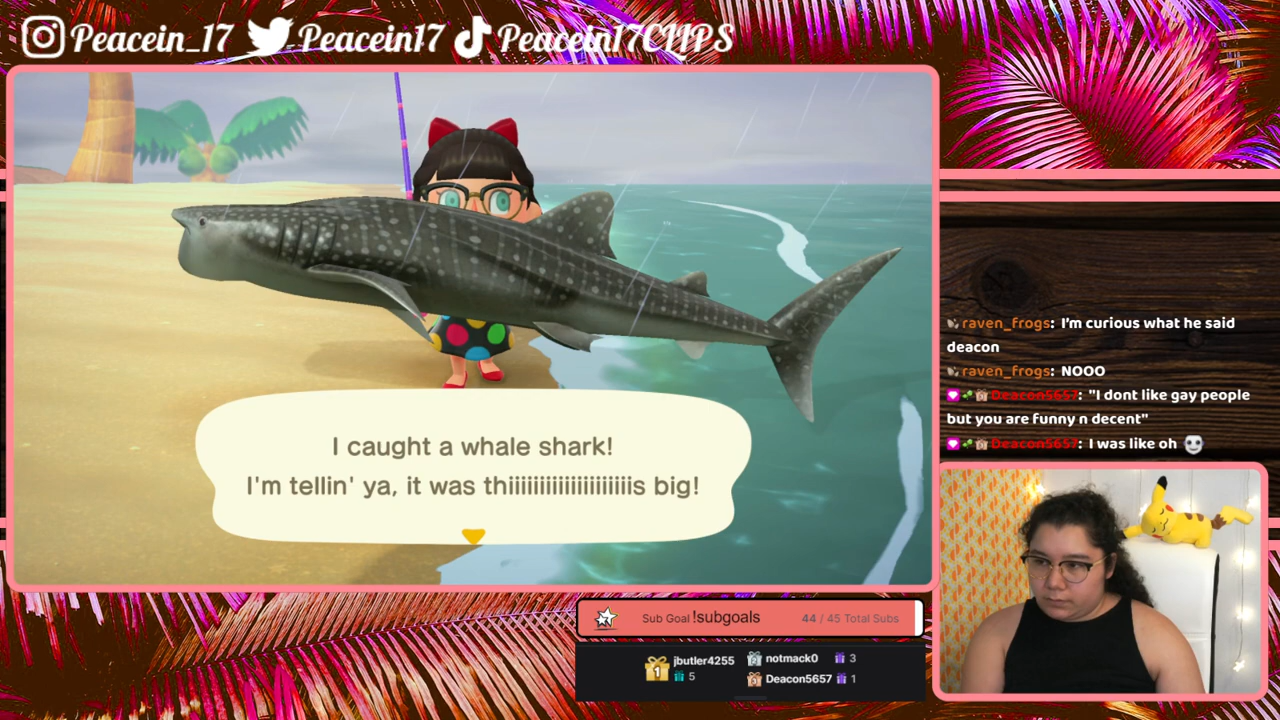 Peacein_17 Peacein17 Peacein17ClIPS
I caught a whale shark!
I'm tellin' ya, it was thiiiiiiiiiiiiiiiiiiiiis big!
raven_frogs: I'm curious what he said
deacon
raven_frogs: NOOO
Deacon5657: "I dont like gay people
but you are funny n decent"
Deacon5657: I was like oh
Sub Goal !subgoals 44 / 45 Total Subs
1 jbutler4255 5
notmack0 3
Deacon5657 1